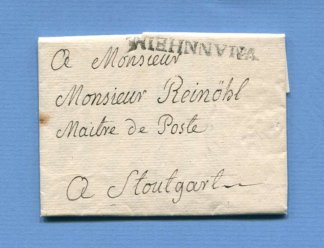 MANNHEIM
A Monsieur
Monsieur Reinöhl
Maitre de Poste
A Stoutgart